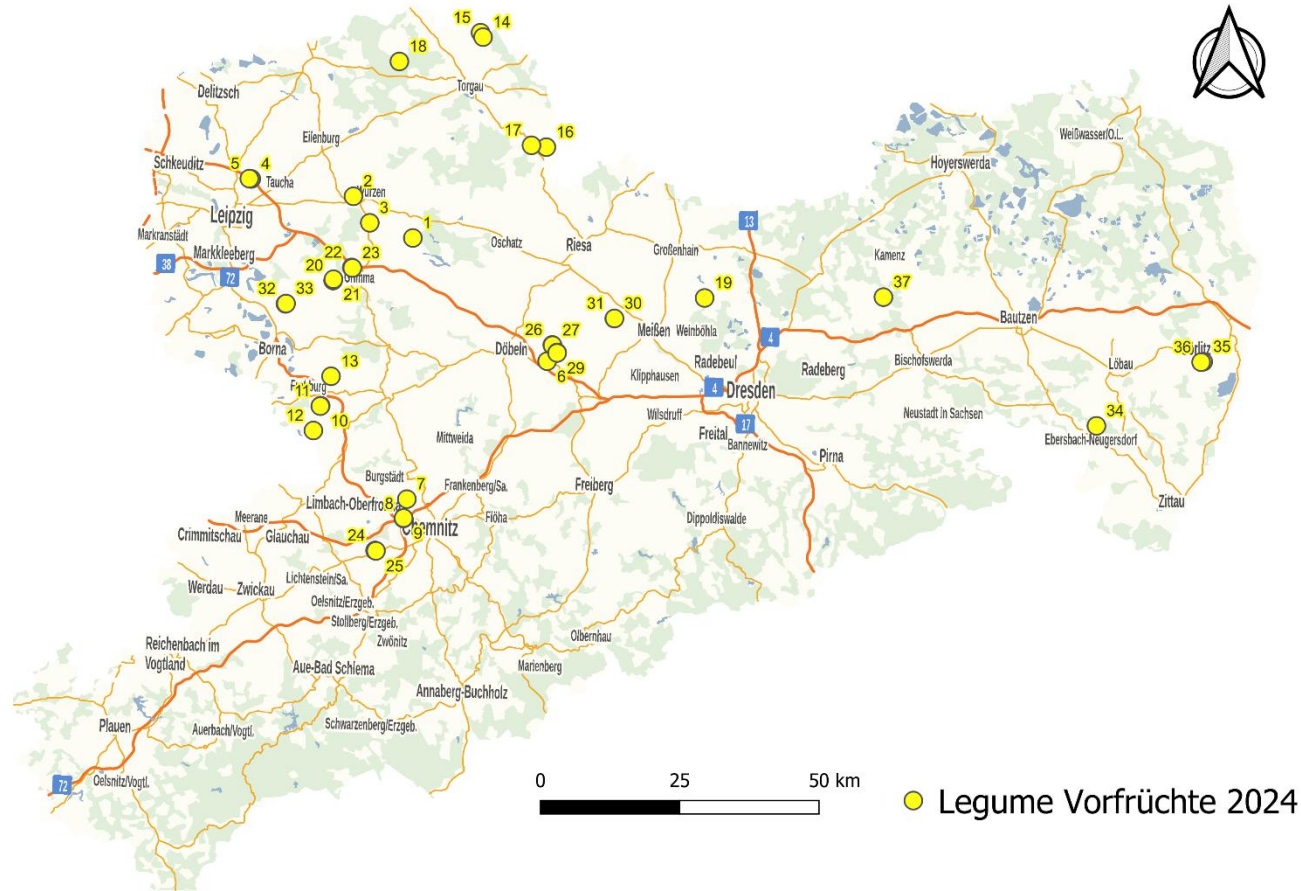 15
14
18
Delitzsch
Torgau
Eilenburg
17
16
Weißwasser/O.L.
Schkeuditz
5
4
Taucha
Hoyerswerda
2
Wurzen
Leipzig
3
1
13
Markranstädt
Oschatz
Riesa
Großenhain
Markkleeberg
22
23
Kamenz
38
72
20
Grimma
21
32
33
19
37
31
30
Meißen
Weinböhla
Bautzen
Borna
26
27
4
Döbeln
29
6
Radebeul
Radeberg
Bischofswerda
Löbau
36
35
13
Klipphausen
4
Dresden
11
12
10
Wilsdruff
Neustadt in Sachsen
34
17
Freital
Bannewitz
Ebersbach-Neugersdorf
Mittweida
Pirna
Burgstädt
7
Frankenberg/Sa.
Freiberg
Zittau
8
9
Chemnitz
Flöha
Dippoldiswalde
Meerane
Crimmitschau
Glauchau
24
25
Lichtenstein/Sa.
Werdau
Zwickau
Oelsnitz/Erzgeb.
Stollberg/Erzgeb.
Zwönitz
Olbernhau
Reichenbach im
Vogtland
Aue-Bad Schlema
Marienberg
Annaberg-Buchholz
Plauen
Auerbach/Vogtl.
Schwarzenberg/Erzgeb.
72
Oelsnitz/Vogtl.
0
25
50 km
Legume Vorfrüchte 2024